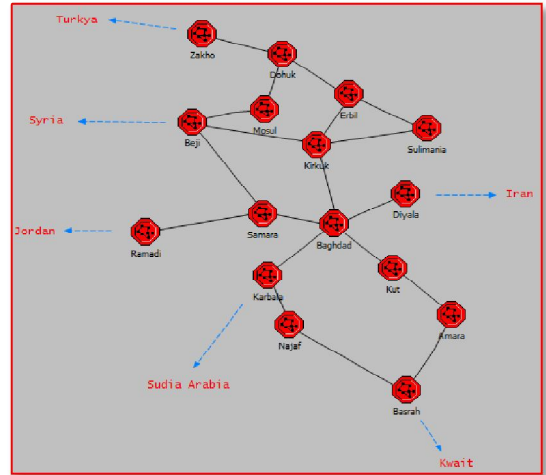 Turkya
Zakho
Dohuk
Erbil
Mosul
Syria
Beji
Sulimania
Kirkuk
Iran
Diyala
Jordan
Ramadi
Samara
Baghdad
Karbala
Kut
Najaf
Amara
Sudia Arabia
Basrah
Kwait